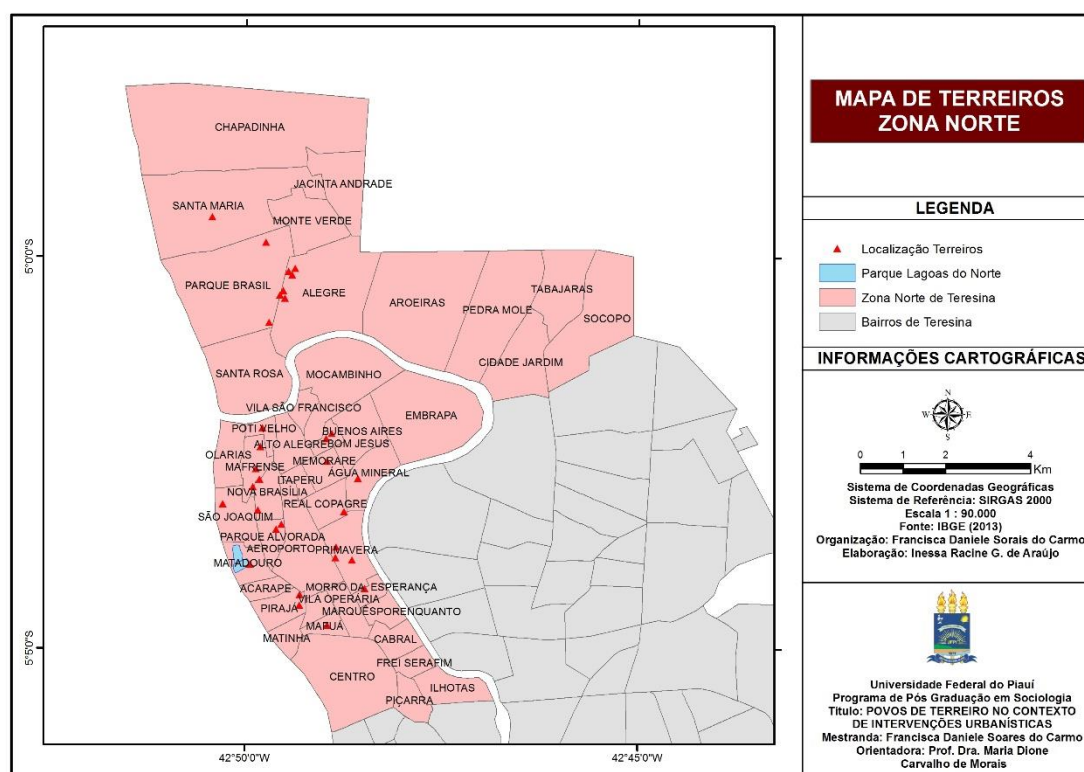 MAPA DE TERREIROS
ZONA NORTE
LEGENDA
Localização Terreiros
Parque Lagoas do Norte
Zona Norte de Teresina
Bairros de Teresina
INFORMAÇÕES CARTOGRÁFICAS
N
W E
S
0 1 2 4
Km
Sistema de Coordenadas Geográficas
Sistema de Referência: SIRGAS 2000
Escala 1 : 90.000
Fonte: IBGE (2013)
Organização: Francisca Daniele Sorais do Carmo
Elaboração: Inessa Racine G. de Araújo
Universidade Federal do Piauí
Programa de Pós Graduação em Sociologia
Título: POVOS DE TERREIRO NO CONTEXTO
DE INTERVENÇÕES URBANÍSTICAS
Mestranda: Francisca Daniele Soares do Carmo
Orientadora: Prof. Dra. Maria Dione
Carvalho de Morais
CHAPADINHA
JACINTA ANDRADE
SANTA MARIA
MONTE VERDE
PARQUE BRASIL
ALEGRE
AROEIRAS
PEDRA MOLE
TABAJARAS
SOCOPO
CIDADE JARDIM
SANTA ROSA
MOCAMBINHO
VILA SÃO FRANCISCO
EMBRAPA
POTI VELHO
BUENOS AIRES
ALTO ALEGRE
BOM JESUS
OLARIAS
MAFRENSE
MEMORARE
ITAPERU
ÁGUA MINERAL
NOVA BRASÍLIA
REAL COPAGRE
SÃO JOAQUIM
PARQUE ALVORADA
AEROPORTO
PRIMAVERA
MATADOURO
ACARAPE
MORRO DA ESPERANÇA
VILA OPERÁRIA
PIRAJÁ
MARQUÊS
PORENQUANTO
MATINHA
MAFUÁ
CABRAL
FREI SERAFIM
CENTRO
ILHOTAS
PIÇARRA
5°0'0"S
5°5'0"S
42°50'0"W
42°45'0"W